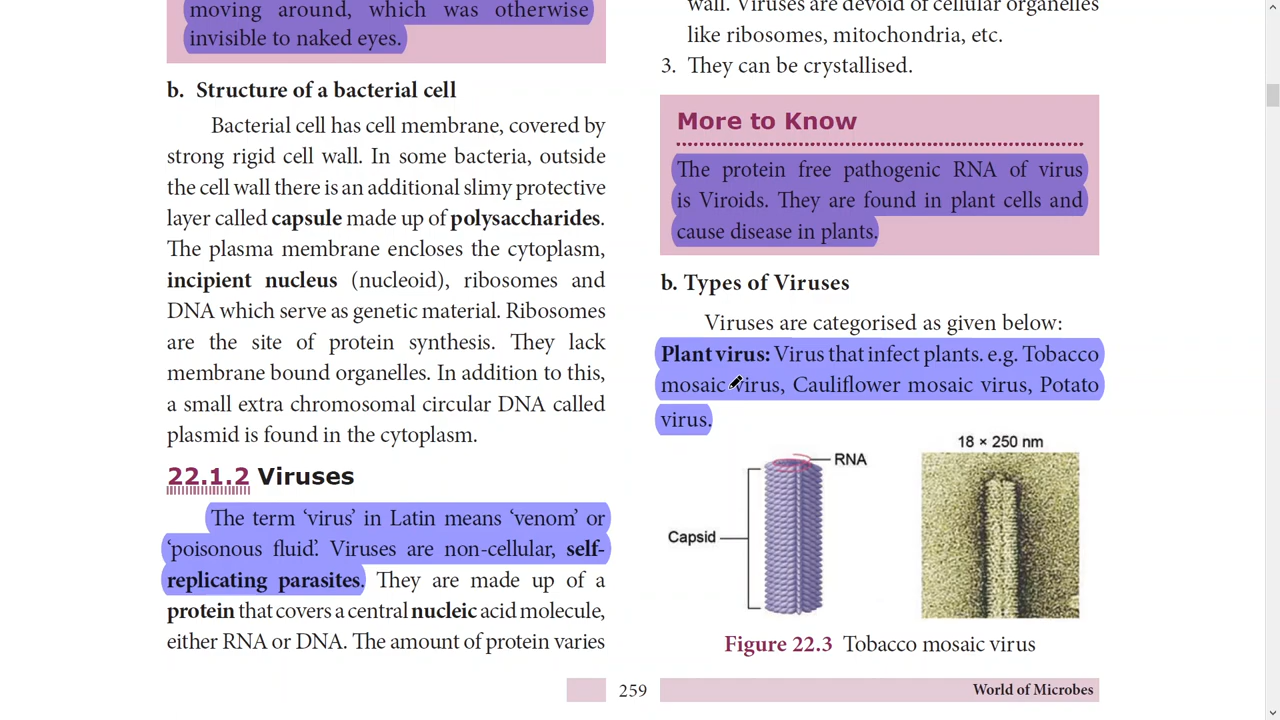 moving around, which was otherwise
invisible to naked eyes.
b. Structure of a bacterial cell
Bacterial cell has cell membrane, covered by
strong rigid cell wall. In some bacteria, outside
the cell wall there is an additional slimy protective
layer called capsule made up of polysaccharides.
The plasma membrane encloses the cytoplasm,
incipient nucleus (nucleoid), ribosomes and
DNA which serve as genetic material. Ribosomes
are the site of protein synthesis. They lack
membrane bound organelles. In addition to this,
a small extra chromosomal circular DNA called
plasmid is found in the cytoplasm.
22.1.2 Viruses
The term ‘virus’ in Latin means ‘venom’ or
‘poisonous fluid’. Viruses are non-cellular, self-
replicating parasites. They are made up of a
protein that covers a central nucleic acid molecule,
either RNA or DNA. The amount of protein varies
wall. Viruses are devoid of cellular organelles
like ribosomes, mitochondria, etc.
3. They can be crystallised.
More to Know
The protein free pathogenic RNA of virus
is Viroids. They are found in plant cells and
cause disease in plants.
b. Types of Viruses
Viruses are categorised as given below:
Plant virus: Virus that infect plants. e.g. Tobacco
mosaic virus, Cauliflower mosaic virus, Potato
virus.
RNA
Capsid
18 × 250 nm
Figure 22.3 Tobacco mosaic virus
259
World of Microbes